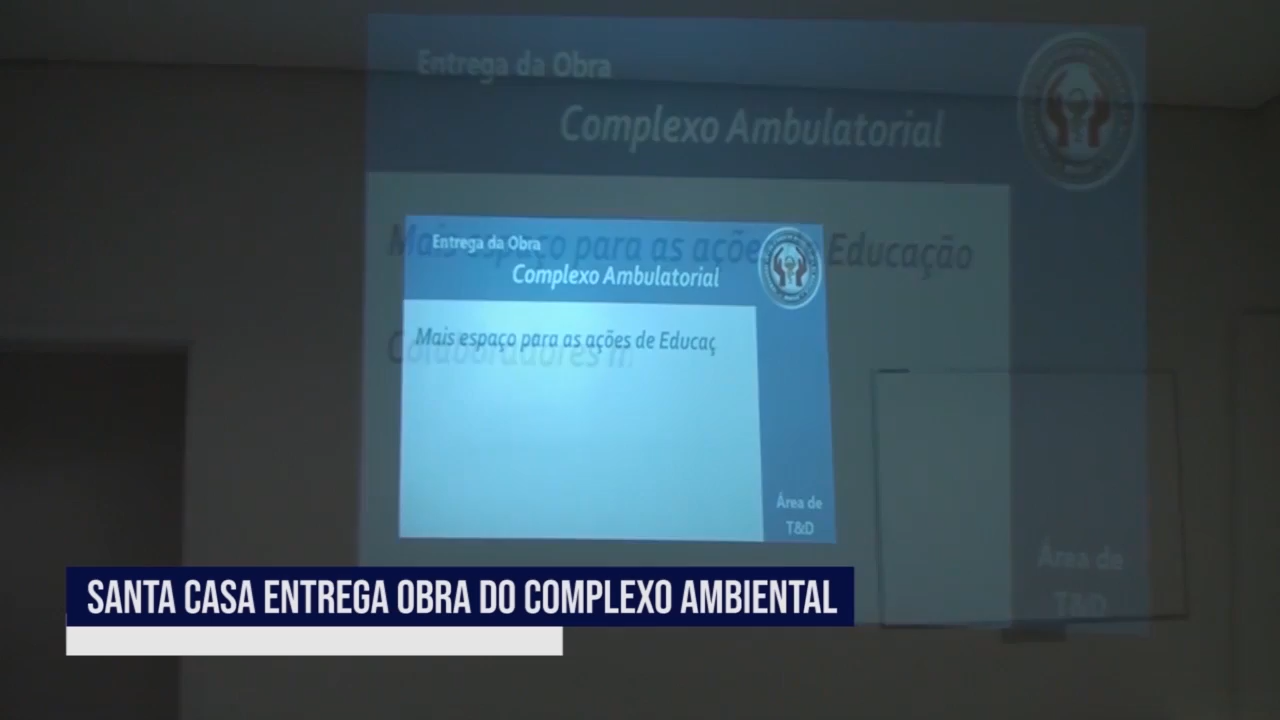 Entrega da Obra
Complexo Ambulatorial
Mais espaço para as ações de Educação
Colaboradores
Entrega da Obra
Complexo Ambulatorial
Mais espaço para as ações de Educaç
Área de
T&D
Área de
T&D
SANTA CASA ENTREGA OBRA DO COMPLEXO AMBIENTAL